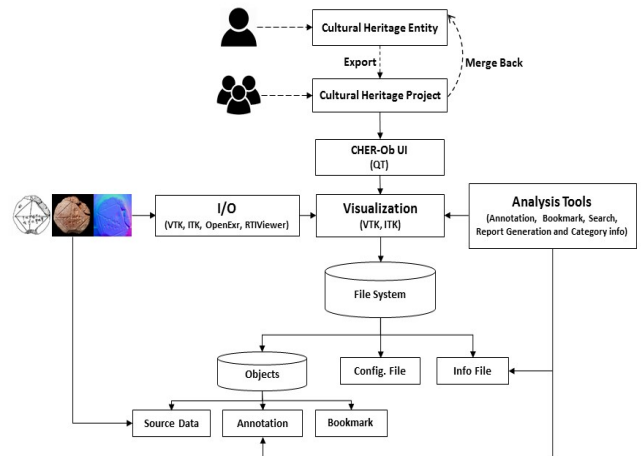 Cultural Heritage Entity
Export
Merge Back
Cultural Heritage Project
CHER-Ob UI
(QT)
I/O
(VTK, ITK, OpenExr, RTIViewer)
Visualization
(VTK, ITK)
Analysis Tools
(Annotation, Bookmark, Search,
Report Generation and Category info)
File System
Objects
Config. File
Info File
Source Data
Annotation
Bookmark